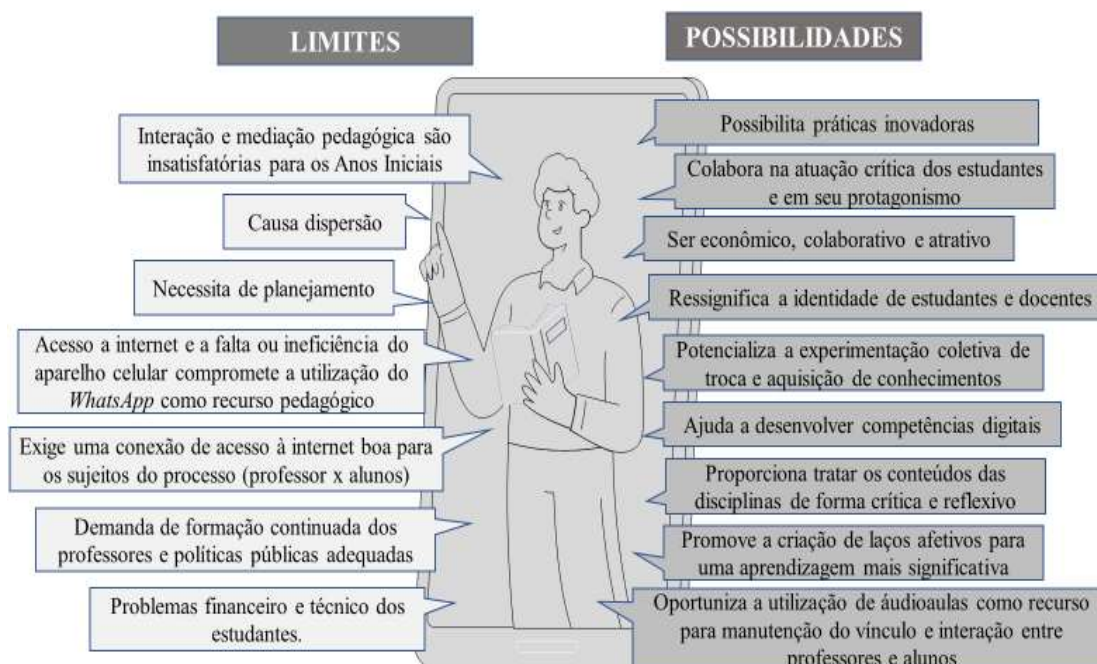 LIMITES
Interação e mediação pedagógica são
insatisfatórias para os Anos Iniciais
Causa dispersão
Necessita de planejamento
Acesso a internet e a falta ou ineficiência do
aparelho celular compromete a utilização do
WhatsApp como recurso pedagógico
Exige uma conexão de acesso à internet boa para
os sujeitos do processo (professor x alunos)
Demanda de formação continuada dos
professores e políticas públicas adequadas
Problemas financeiro e técnico dos
estudantes.
POSSIBILIDADES
Possibilita práticas inovadoras
Colabora na atuação crítica dos estudantes
e em seu protagonismo
Ser econômico, colaborativo e atrativo
Ressignifica a identidade de estudantes e docentes
Potencializa a experimentação coletiva de
troca e aquisição de conhecimentos
Ajuda a desenvolver competências digitais
Proporciona tratar os conteúdos das
disciplinas de forma crítica e reflexivo
Promove a criação de laços afetivos para
uma aprendizagem mais significativa
Oportuniza a utilização de áudioaulas como recurso
para manutenção do vínculo e interação entre
professores e alunos